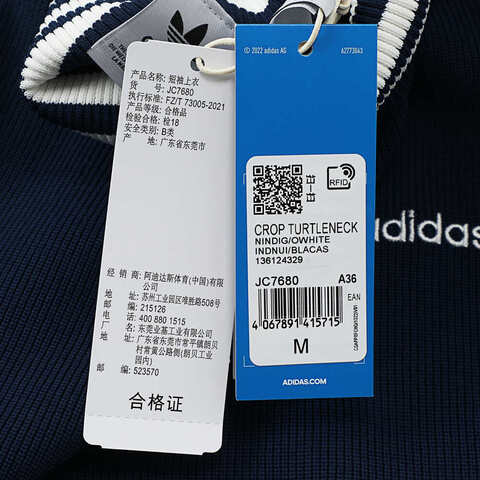 产品名称: 短袖上衣
货 号: JC7680
执行标准: FZ/T 73005-2021
产品等级: 合格品
检验合格: 检18
安全类别: B类
产 地: 广东省东莞市
经 销 商: 阿迪达斯体育(中国)有限公司
地 址: 苏州工业园区唯胜路508号
邮 编: 215126
电 话: 400 880 1515
制 造 商: 东莞业基工业有限公司
地 址: 广东省东莞市常平镇朗贝
村常黄公路侧(朗贝工业
园内)
邮 编: 523570
合格证
© 2022 adidas AG
A2773043
RFID
CROP TURTLENECK
NINDIG/OWHITE
INDNUI/BLACAS
136124329
JC7680 A36
EAN
4 067891 415715
M
ADIDAS.COM
adidas